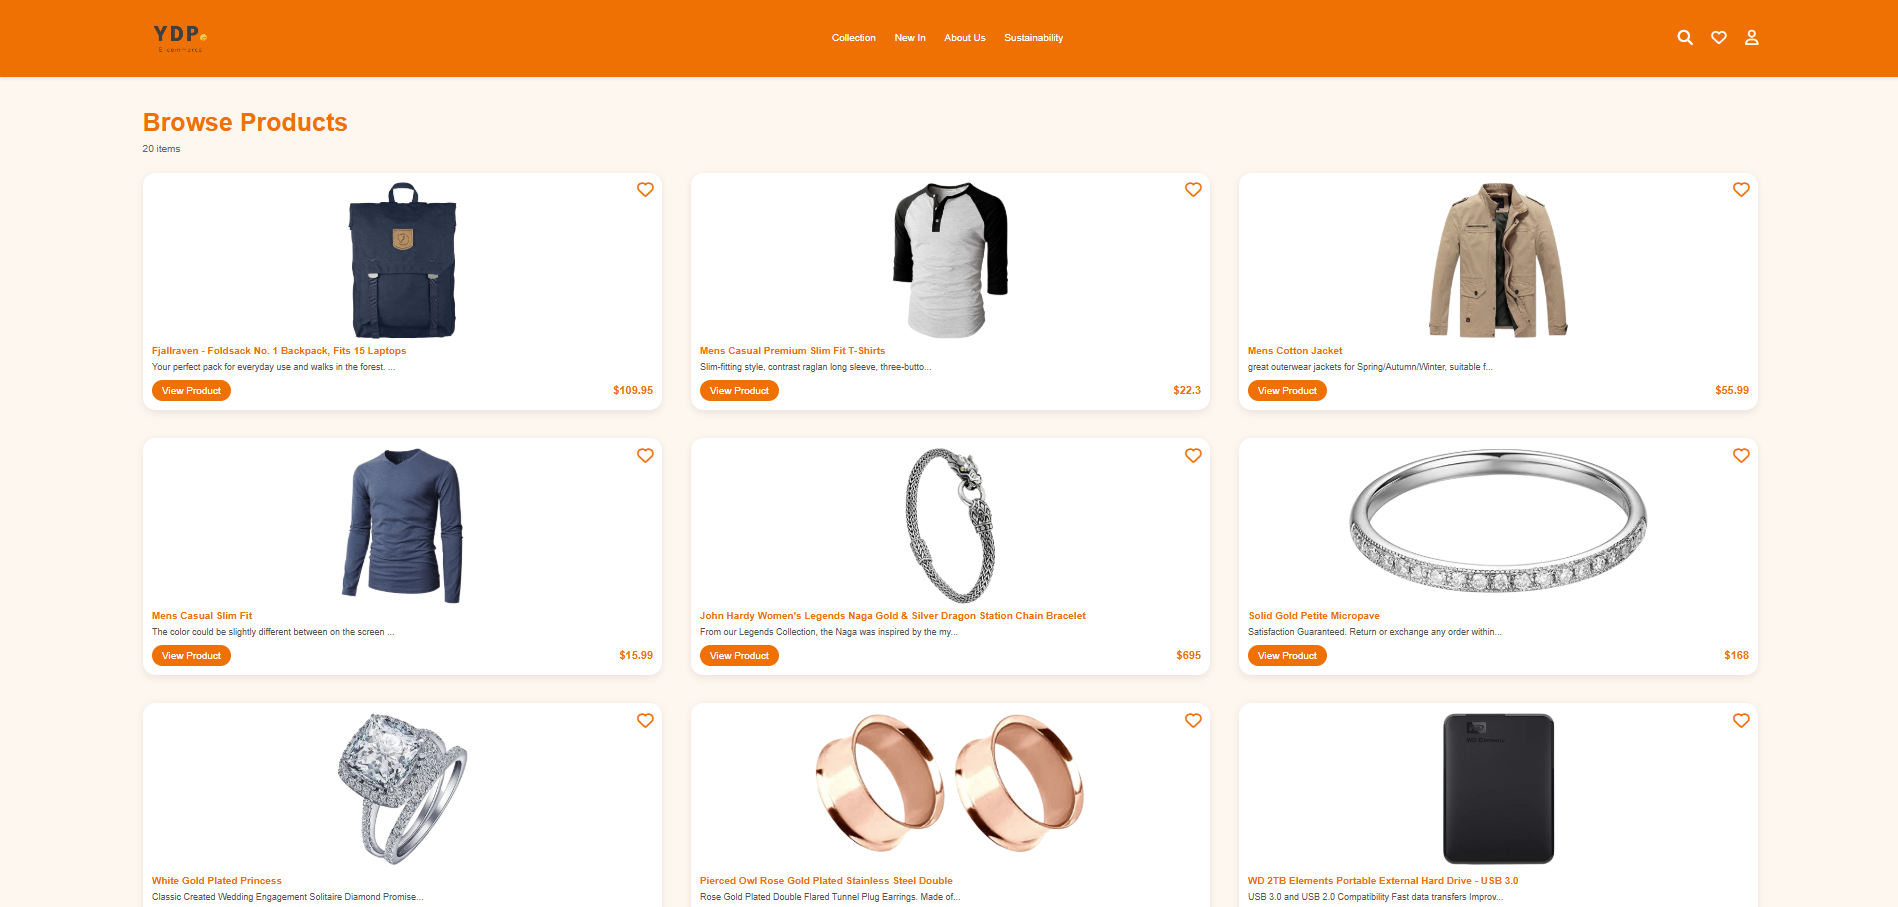 YDP
E-commerce
Collection New In About Us Sustainability
Browse Products
20 items
Fjallraven - Foldsack No. 1 Backpack, Fits 15 Laptops
Your perfect pack for everyday use and walks in the forest. ...
View Product $109.95
Mens Casual Premium Slim Fit T-Shirts
Slim-fitting style, contrast raglan long sleeve, three-butto...
View Product $22.3
Mens Cotton Jacket
great outerwear jackets for Spring/Autumn/Winter, suitable f...
View Product $55.99
Mens Casual Slim Fit
The color could be slightly different between on the screen ...
View Product $15.99
John Hardy Women's Legends Naga Gold & Silver Dragon Station Chain Bracelet
From our Legends Collection, the Naga was inspired by the my...
View Product $695
Solid Gold Petite Micropave
Satisfaction Guaranteed. Return or exchange any order within...
View Product $168
White Gold Plated Princess
Classic Created Wedding Engagement Solitaire Diamond Promise...
Pierced Owl Rose Gold Plated Stainless Steel Double
Rose Gold Plated Double Flared Tunnel Plug Earrings. Made of...
WD Elements
WD 2TB Elements Portable External Hard Drive - USB 3.0
USB 3.0 and USB 2.0 Compatibility Fast data transfers Improv...